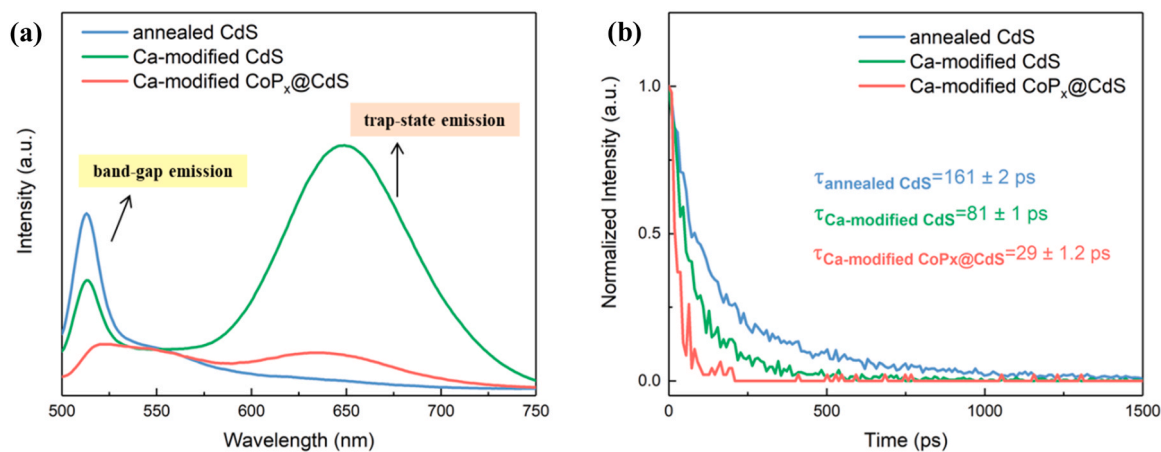 (a)
annealed CdS
Ca-modified CdS
Ca-modified CoPx@CdS
trap-state emission
band-gap emission
Intensity (a.u.)
500 550 600 650 700 750
Wavelength (nm)
(b)
annealed CdS
Ca-modified CdS
Ca-modified CoPx@CdS
1.0
0.5
0.0
Normalized Intensity (a.u.)
τannealed CdS=161 ± 2 ps
τCa-modified CdS=81 ± 1 ps
τCa-modified CoPx@CdS=29 ± 1.2 ps
0 500 1000 1500
Time (ps)